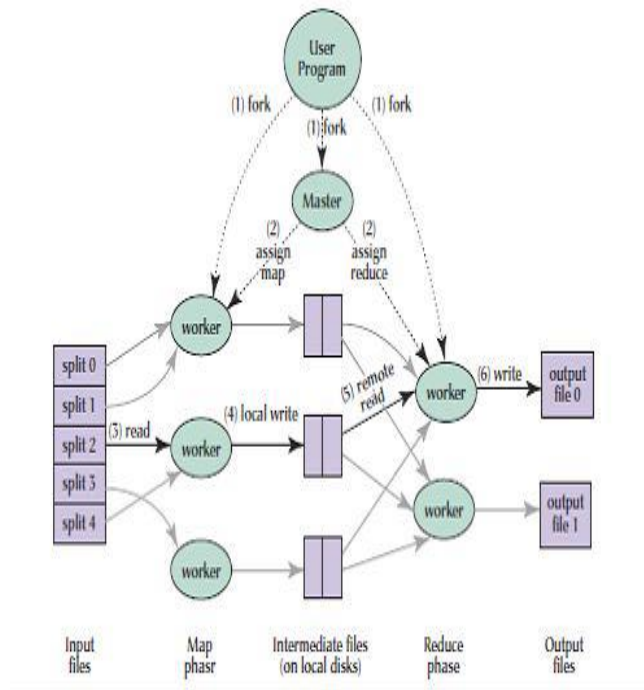 User
Program
(1) fork
(1) fork
(1) fork
Master
(2)
assign
map
(2)
assign
reduce
worker
split 0
split 1
split 2
split 3
split 4
(3) read
worker
(4) local write
(5) remote
read
worker
(6) write
output
file 0
worker
output
file 1
worker
Input
files
Map
phasr
Intermediate files
(on local disks)
Reduce
phase
Output
files